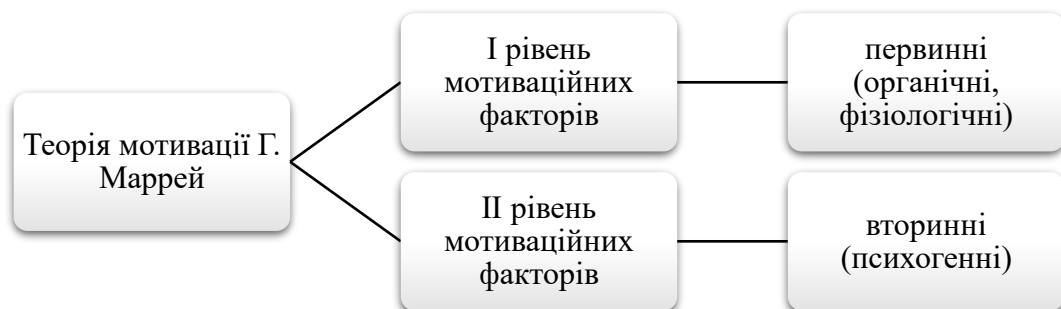 Теорія мотивації Г.
Маррей
І рівень
мотиваційних
факторів
первинні
(органічні,
фізіологічні)
ІІ рівень
мотиваційних
факторів
вторинні
(психогенні)